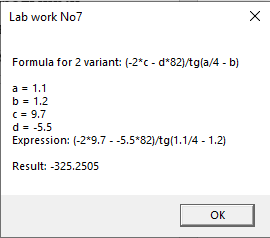 Lab work No7
Formula for 2 variant: (-2*c - d*82)/tg(a/4 - b)
a = 1.1
b = 1.2
c = 9.7
d = -5.5
Expression: (-2*9.7 - -5.5*82)/tg(1.1/4 - 1.2)
Result: -325.2505
OK